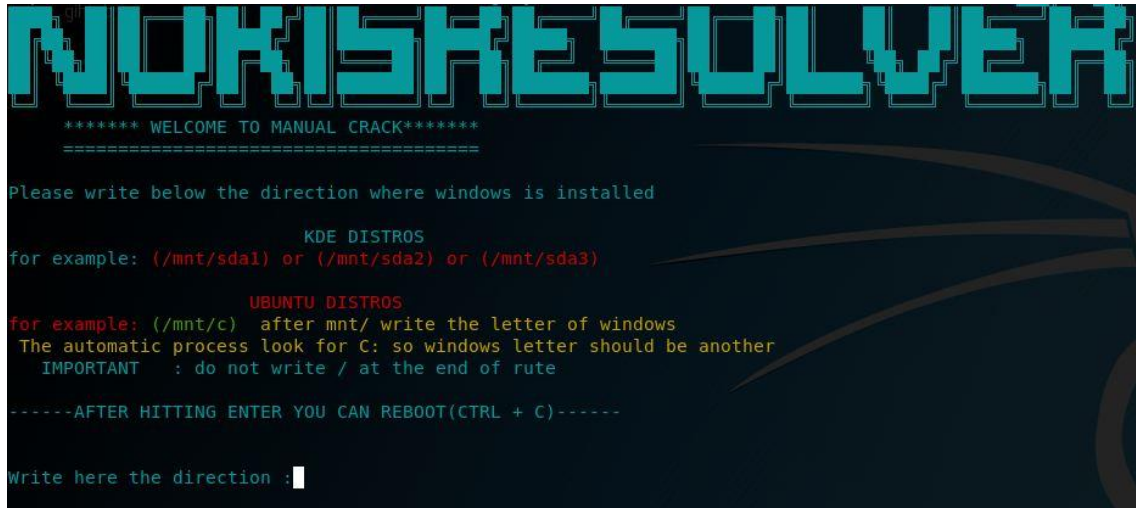 NOKISRESOLVER
******* WELCOME TO MANUAL CRACK*******
======================================
Please write below the direction where windows is installed
KDE DISTROS
for example: (/mnt/sda1) or (/mnt/sda2) or (/mnt/sda3)
UBUNTU DISTROS
for example: (/mnt/c)  after mnt/ write the letter of windows
The automatic process look for C: so windows letter should be another
IMPORTANT   : do not write / at the end of rute
------AFTER HITTING ENTER YOU CAN REBOOT(CTRL + C)------
Write here the direction :